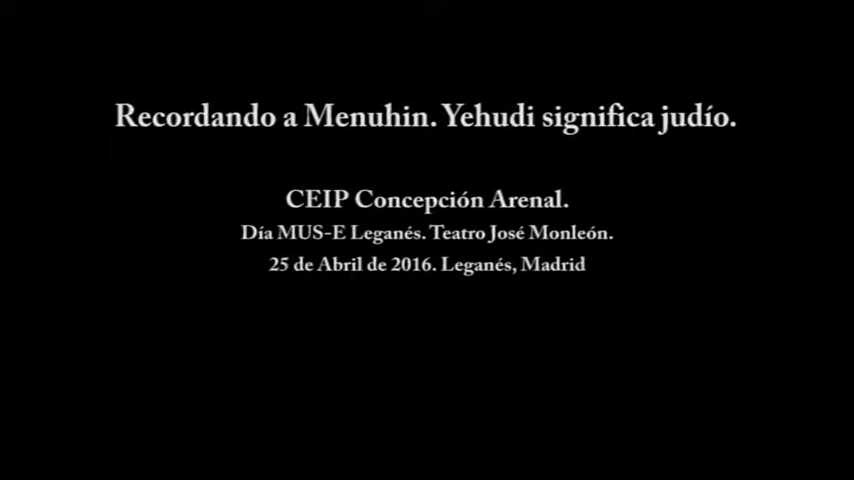 Recordando a Menuhin. Yehudi significa judío.
CEIP Concepción Arenal.
Día MUS-E Leganés. Teatro José Monleón.
25 de Abril de 2016. Leganés, Madrid